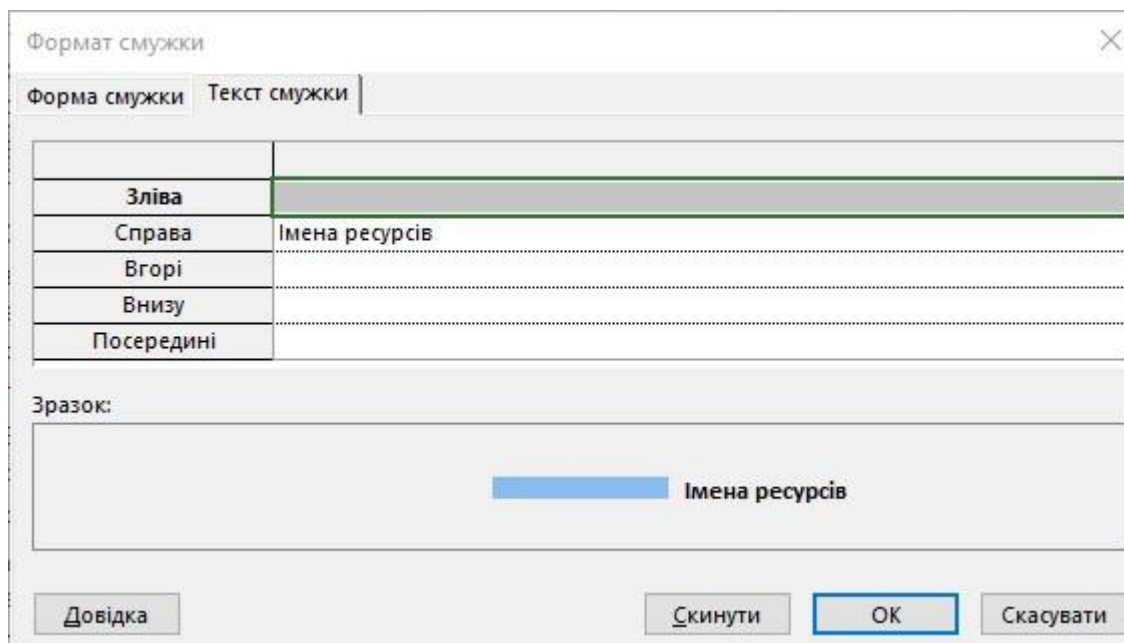 Формат смужки
Форма смужки Текст смужки
Зліва
Справа Імена ресурсів
Вгорі
Внизу
Посередині
Зразок:
Імена ресурсів
Довідка Скинути ОК Скасувати